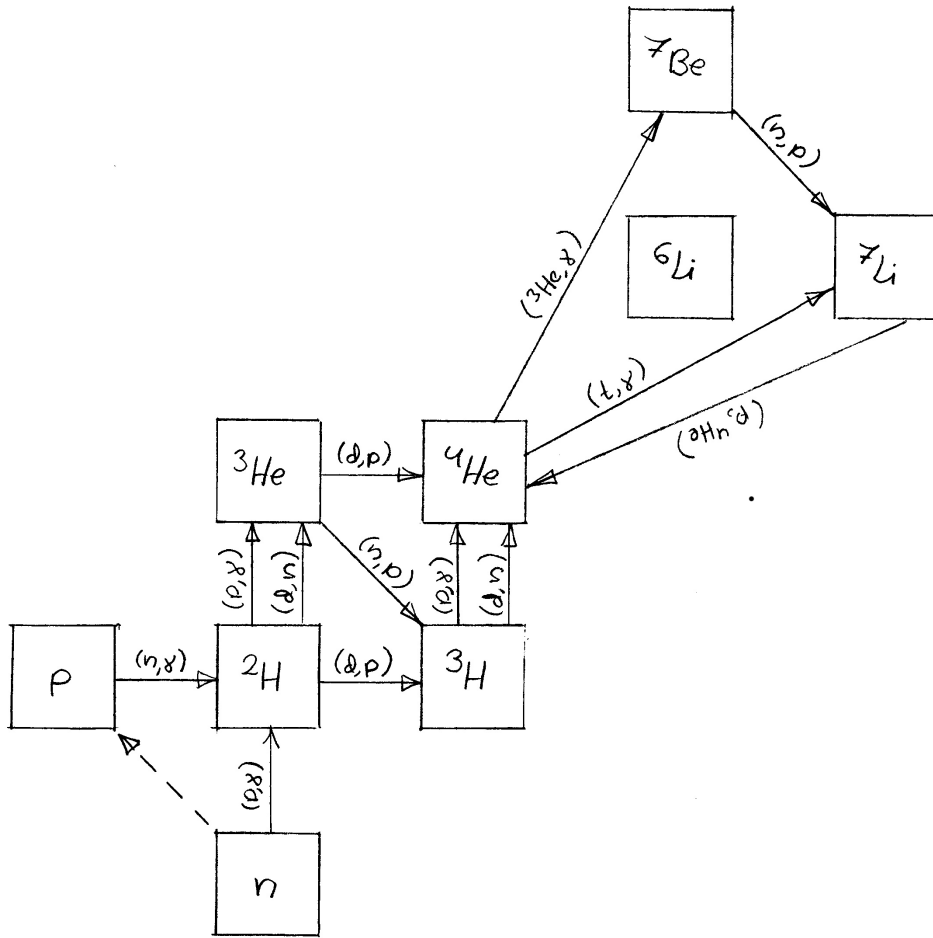 ⁷Be
(n,p)
⁶Li
⁷Li
(³He,γ)
(t,γ)
(p,⁴He)
³He
(d,p)
⁴He
(p,γ)
(d,n)
(n,p)
(p,γ)
(d,n)
p
(n,γ)
²H
(d,p)
³H
(p,γ)
n